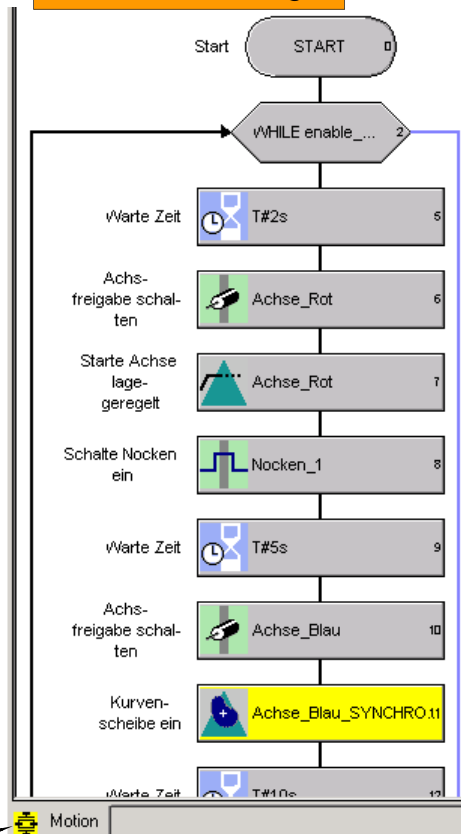 Start START 0
WHILE enable_... 2
Warte Zeit T#2s 5
Achs-
freigabe schal-
ten
Achse_Rot 6
Starte Achse
lage-
geregelt
Achse_Rot 7
Schalte Nocken
ein
Nocken_1 8
Warte Zeit T#5s 9
Achs-
freigabe schal-
ten
Achse_Blau 10
Kurven-
scheibe ein
Achse_Blau_SYNCHRO. 11
Warte Zeit T#10s 12
Motion